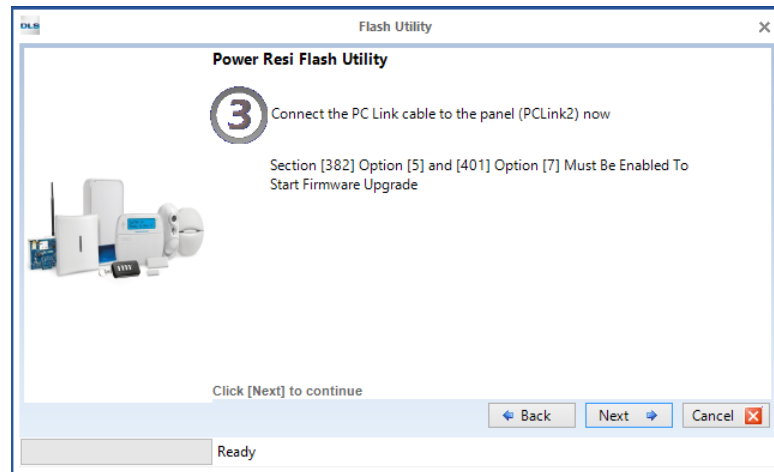 DLS
Flash Utility
Power Resi Flash Utility
3
Connect the PC Link cable to the panel (PCLink2) now
Section [382] Option [5] and [401] Option [7] Must Be Enabled To
Start Firmware Upgrade
Click [Next] to continue
Back
Next
Cancel
Ready